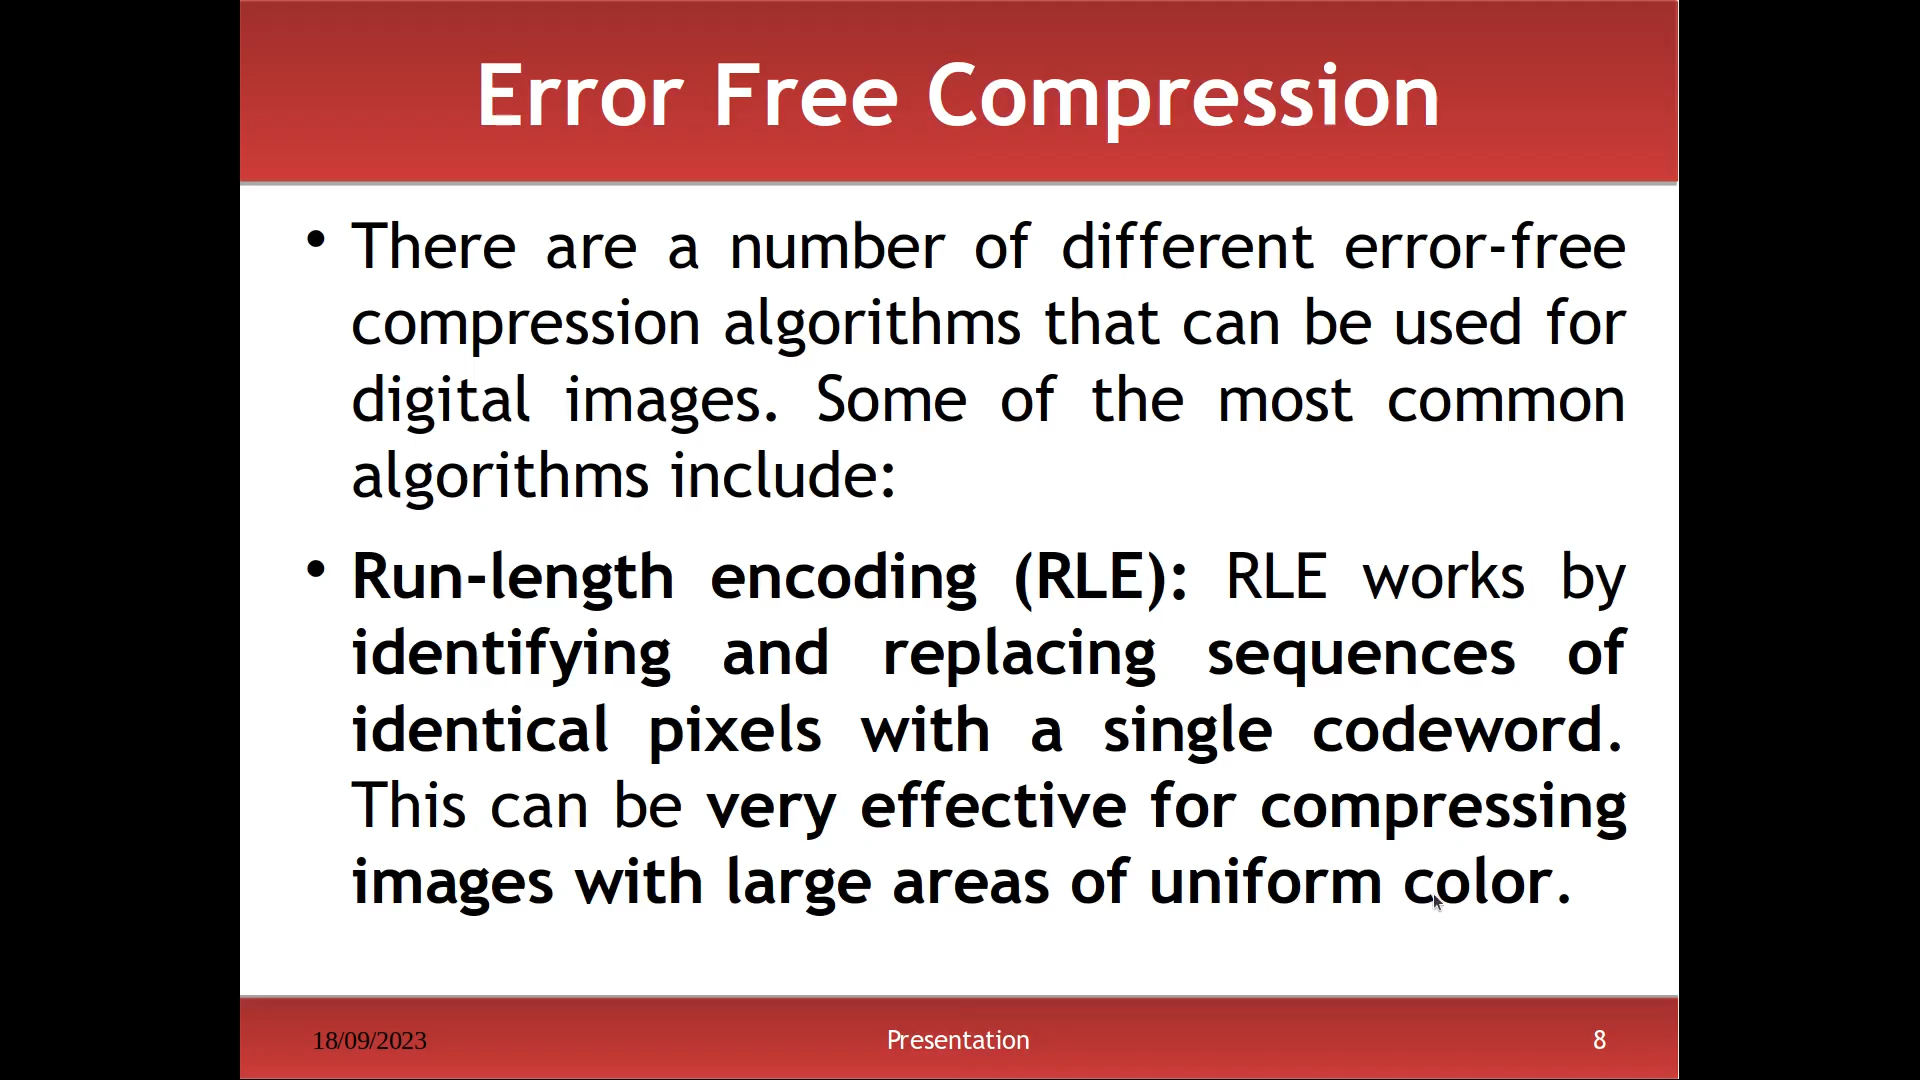 Error Free Compression
• There are a number of different error-free
compression algorithms that can be used for
digital images. Some of the most common
algorithms include:
• Run-length encoding (RLE): RLE works by
identifying and replacing sequences of
identical pixels with a single codeword.
This can be very effective for compressing
images with large areas of uniform color.
18/09/2023 Presentation 8